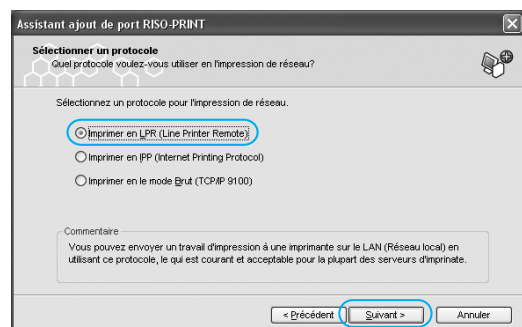 Assistant ajout de port RISO-PRINT
Sélectionner un protocole
Quel protocole voulez-vous utiliser en l'impression de réseau?
Sélectionnez un protocole pour l'impression de réseau.
Imprimer en LPR (Line Printer Remote)
Imprimer en IPP (Internet Printing Protocol)
Imprimer en le mode Brut (TCP/IP 9100)
Commentaire
Vous pouvez envoyer un travail d'impression à une imprimante sur le LAN (Réseau local) en
utilisant ce protocole, le qui est courant et acceptable pour la plupart des serveurs d'imprinate.
< Précédent
Suivant >
Annuler